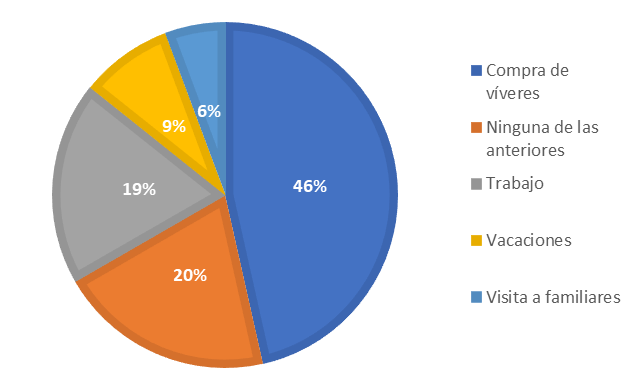 6%
9%
46%
19%
20%
Compra de
víveres
Ninguna de las
anteriores
Trabajo
Vacaciones
Visita a familiares